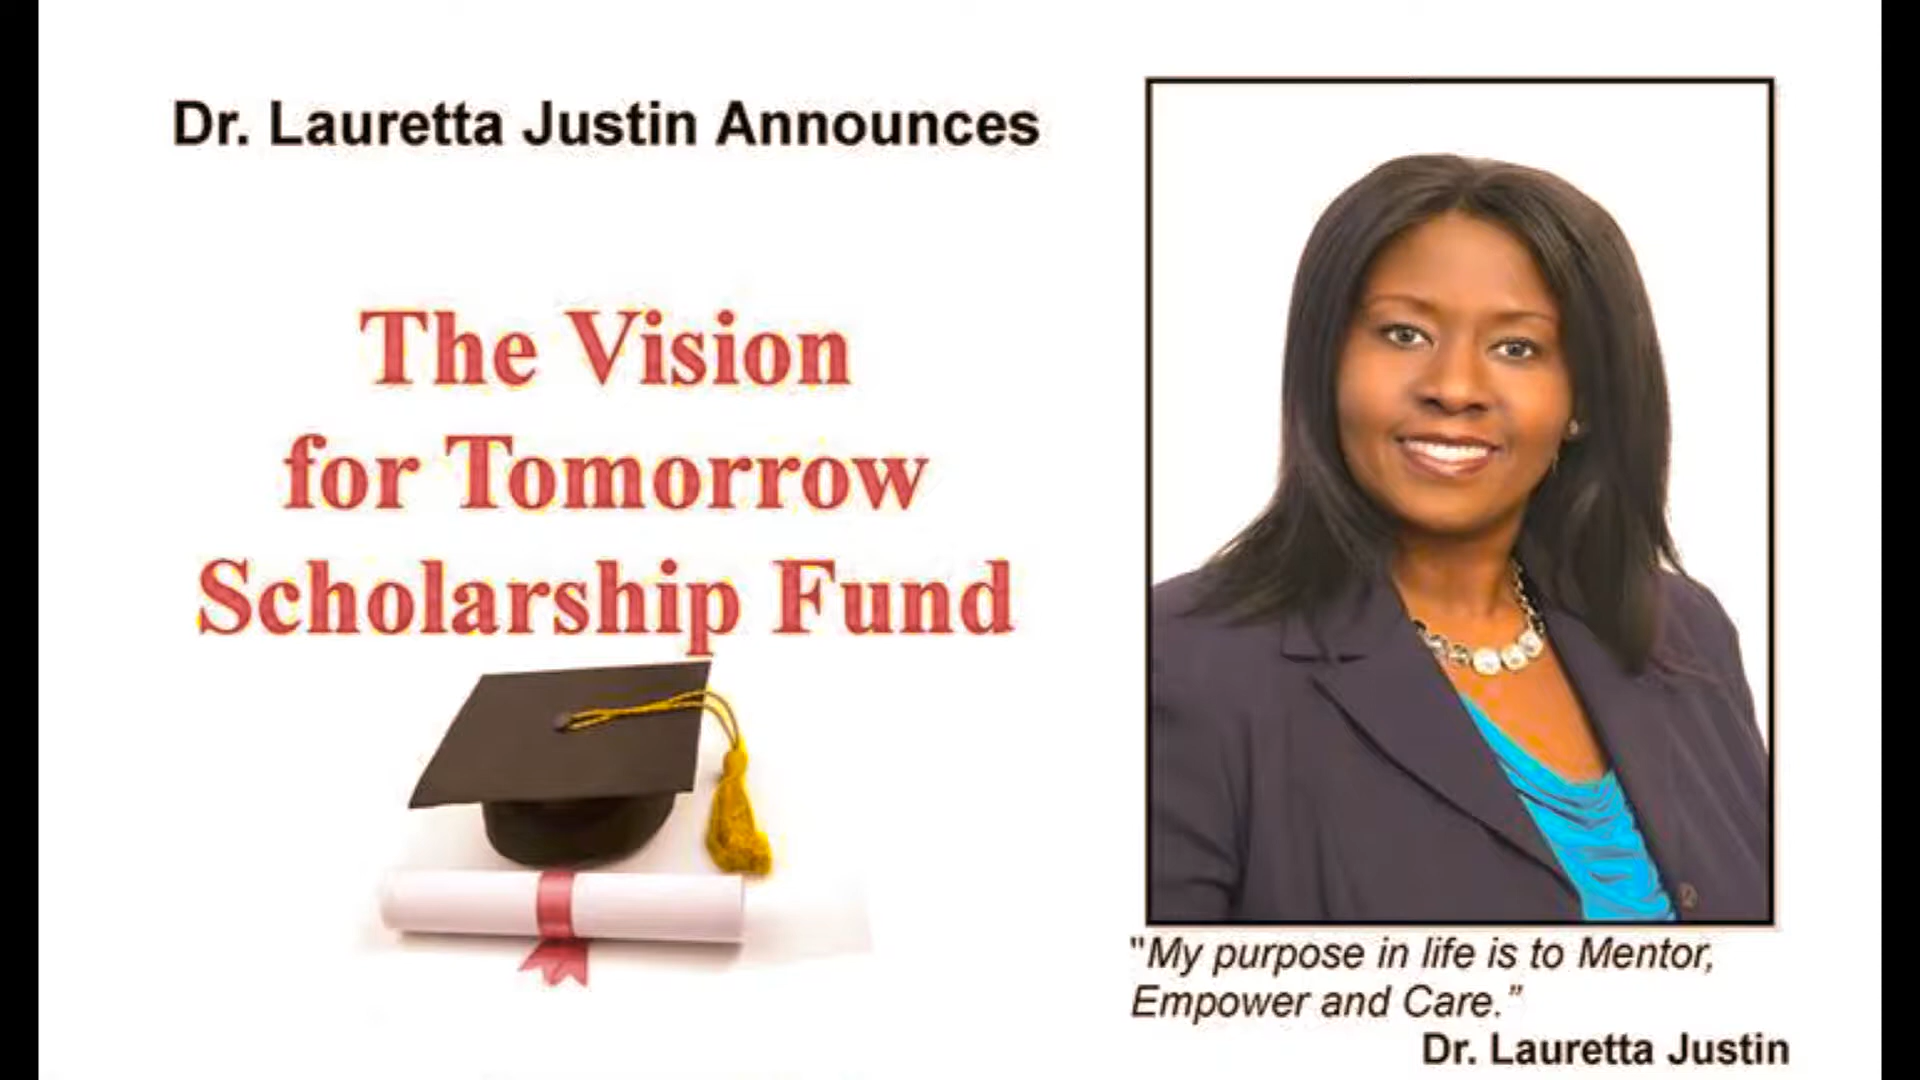 Dr. Lauretta Justin Announces
The Vision
for Tomorrow
Scholarship Fund
"My purpose in life is to Mentor,
Empower and Care.”
Dr. Lauretta Justin